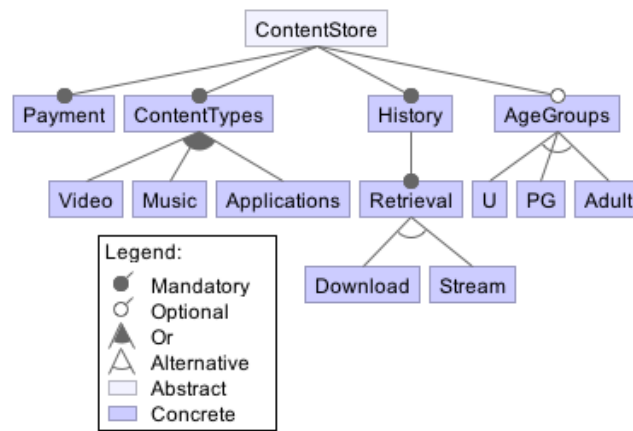 ContentStore
Payment ContentTypes History AgeGroups
Video Music Applications Retrieval U PG Adult
Download Stream
Legend:
Mandatory
Optional
Or
Alternative
Abstract
Concrete